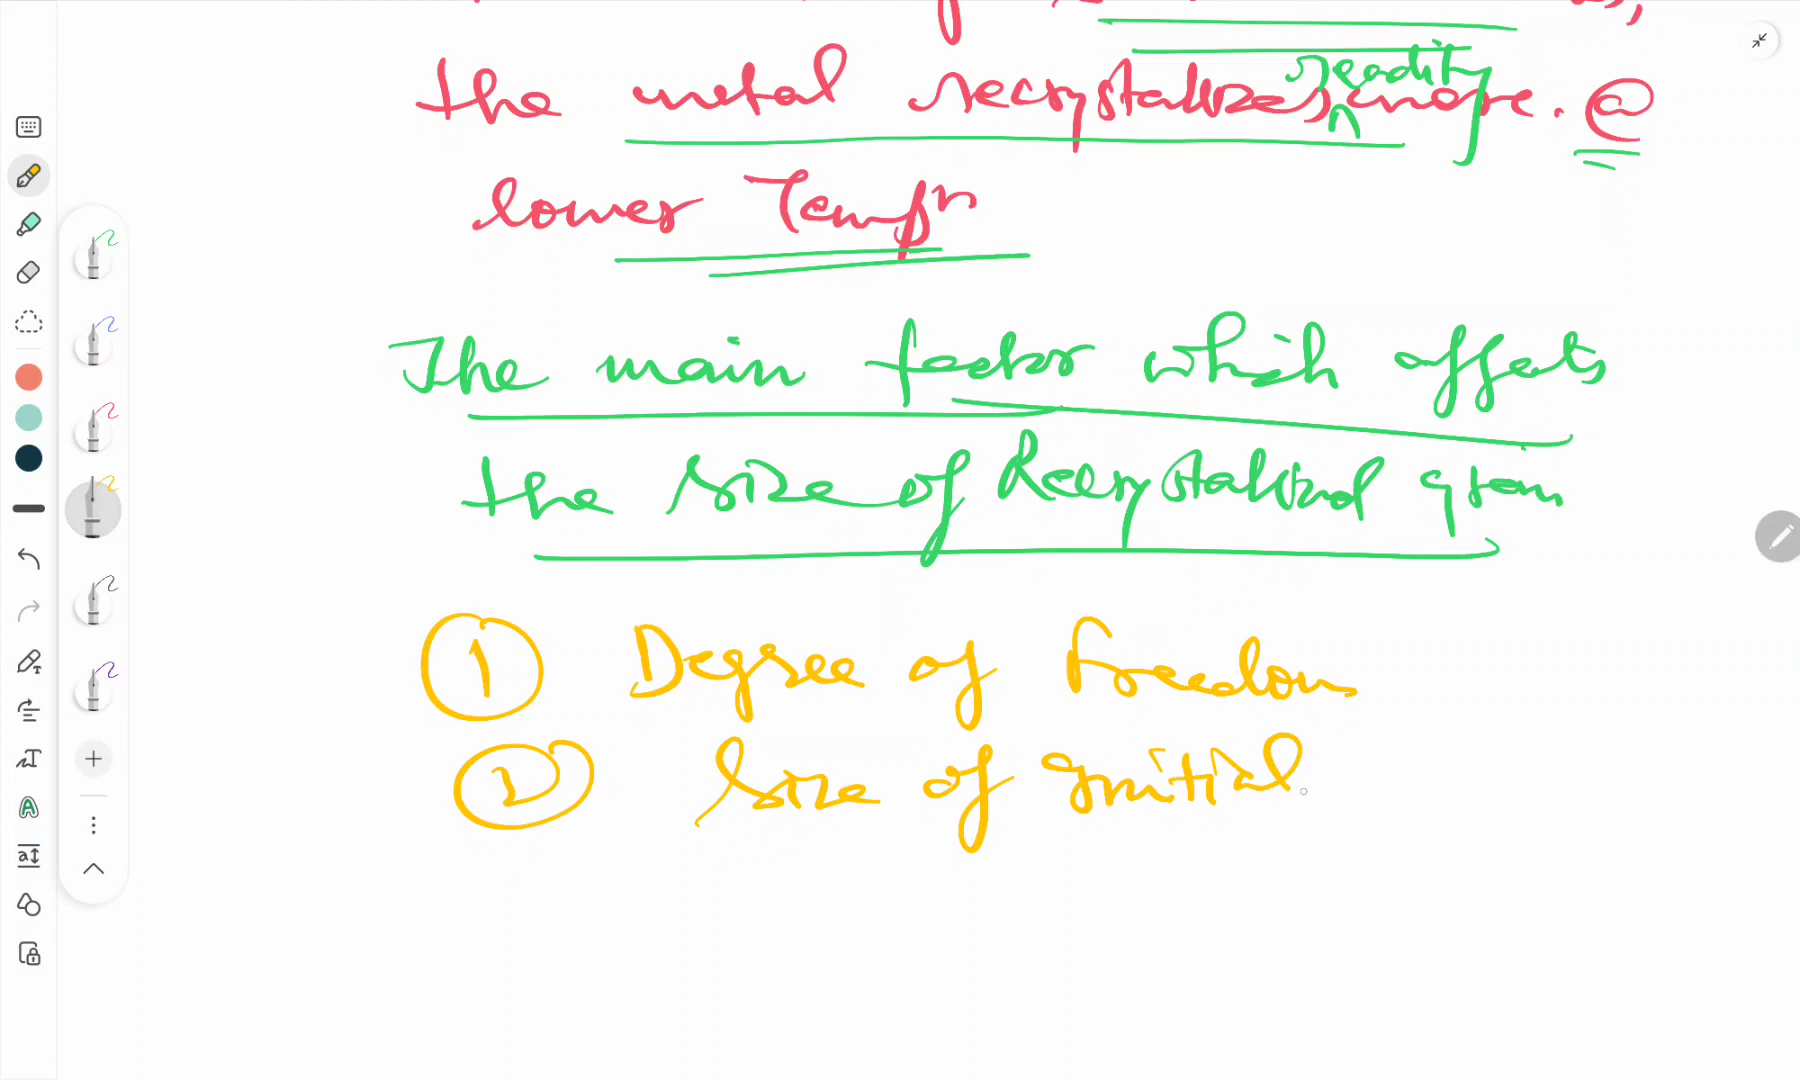 the metal recrystallizes more. @
readily
lower Tempr
The main factor which affects
the size of Recrystallized grain
1 Degree of freedom
2 Size of initial